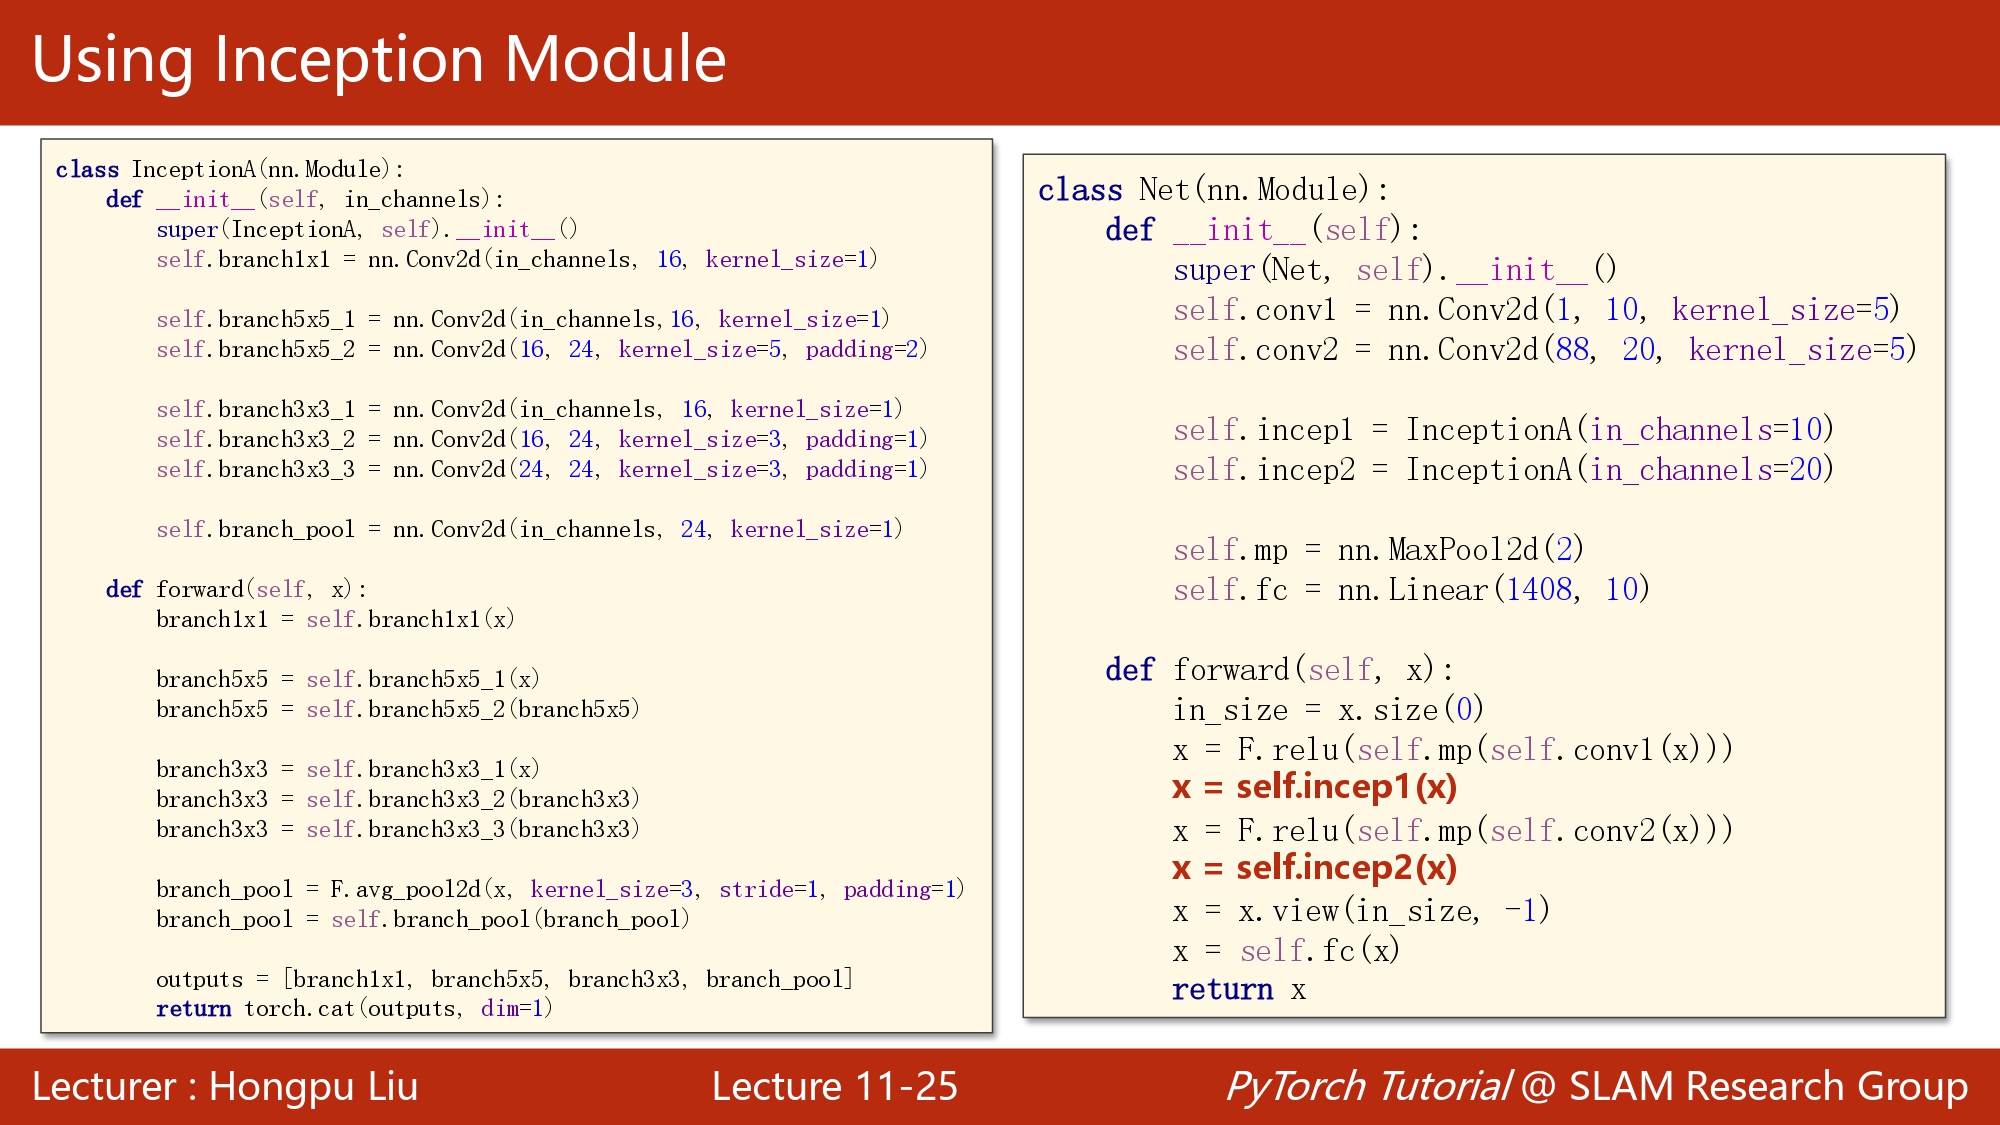 Using Inception Module
class InceptionA(nn.Module):
    def __init__(self, in_channels):
        super(InceptionA, self).__init__()
        self.branch1x1 = nn.Conv2d(in_channels, 16, kernel_size=1)

        self.branch5x5_1 = nn.Conv2d(in_channels,16, kernel_size=1)
        self.branch5x5_2 = nn.Conv2d(16, 24, kernel_size=5, padding=2)

        self.branch3x3_1 = nn.Conv2d(in_channels, 16, kernel_size=1)
        self.branch3x3_2 = nn.Conv2d(16, 24, kernel_size=3, padding=1)
        self.branch3x3_3 = nn.Conv2d(24, 24, kernel_size=3, padding=1)

        self.branch_pool = nn.Conv2d(in_channels, 24, kernel_size=1)

    def forward(self, x):
        branch1x1 = self.branch1x1(x)

        branch5x5 = self.branch5x5_1(x)
        branch5x5 = self.branch5x5_2(branch5x5)

        branch3x3 = self.branch3x3_1(x)
        branch3x3 = self.branch3x3_2(branch3x3)
        branch3x3 = self.branch3x3_3(branch3x3)

        branch_pool = F.avg_pool2d(x, kernel_size=3, stride=1, padding=1)
        branch_pool = self.branch_pool(branch_pool)

        outputs = [branch1x1, branch5x5, branch3x3, branch_pool]
        return torch.cat(outputs, dim=1)
class Net(nn.Module):
    def __init__(self):
        super(Net, self).__init__()
        self.conv1 = nn.Conv2d(1, 10, kernel_size=5)
        self.conv2 = nn.Conv2d(88, 20, kernel_size=5)

        self.incep1 = InceptionA(in_channels=10)
        self.incep2 = InceptionA(in_channels=20)

        self.mp = nn.MaxPool2d(2)
        self.fc = nn.Linear(1408, 10)

    def forward(self, x):
        in_size = x.size(0)
        x = F.relu(self.mp(self.conv1(x)))
        x = self.incep1(x)
        x = F.relu(self.mp(self.conv2(x)))
        x = self.incep2(x)
        x = x.view(in_size, -1)
        x = self.fc(x)
        return x
Lecturer : Hongpu Liu
Lecture 11-25
PyTorch Tutorial @ SLAM Research Group